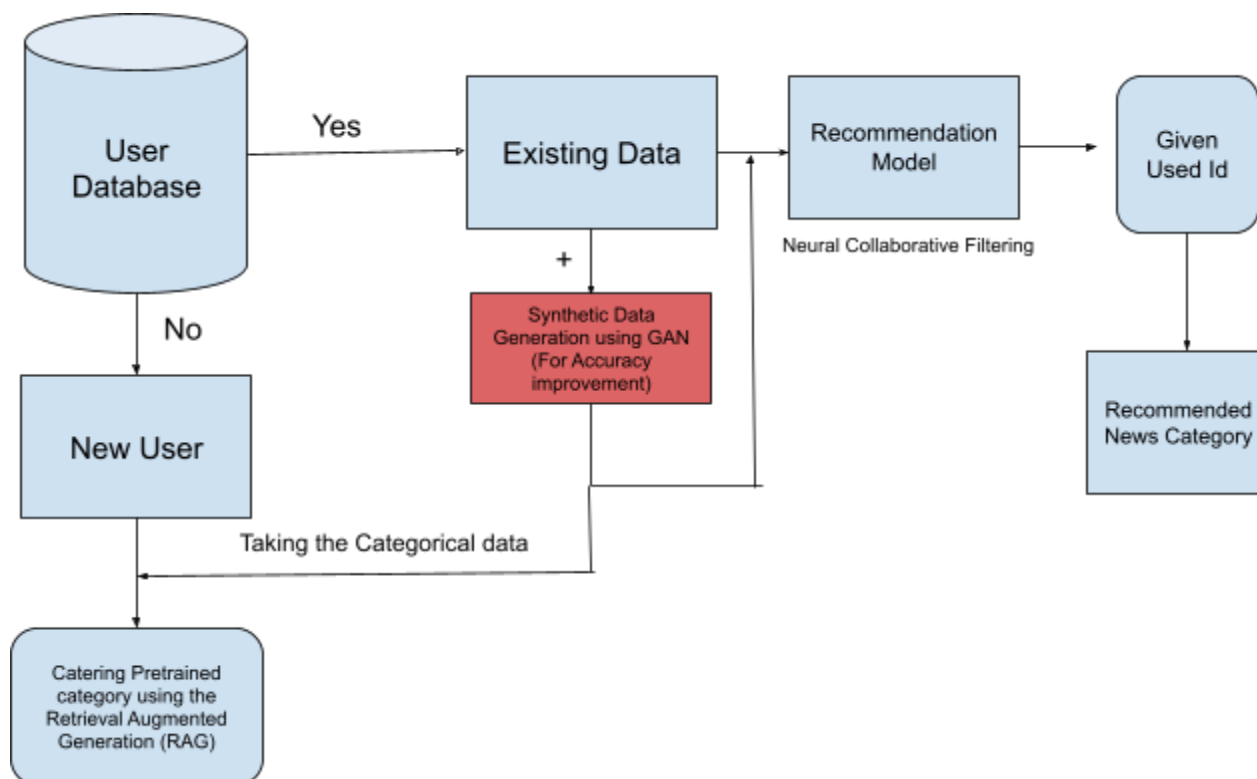 User
Database
Yes
Existing Data
Recommendation
Model
Given
Used Id
Neural Collaborative Filtering
+
No
Synthetic Data
Generation using GAN
(For Accuracy
improvement)
New User
Recommended
News Category
Taking the Categorical data
Catering Pretrained
category using the
Retrieval Augmented
Generation (RAG)